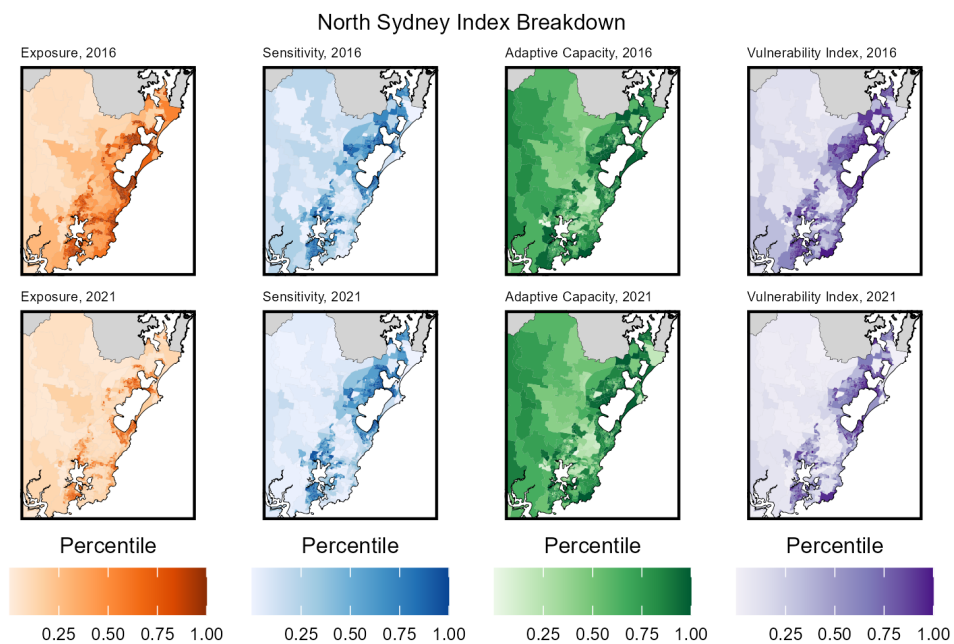 North Sydney Index Breakdown
Exposure, 2016
Sensitivity, 2016
Adaptive Capacity, 2016
Vulnerability Index, 2016
Exposure, 2021
Sensitivity, 2021
Adaptive Capacity, 2021
Vulnerability Index, 2021
Percentile
Percentile
Percentile
Percentile
0.25 0.50 0.75 1.00
0.25 0.50 0.75 1.00
0.25 0.50 0.75 1.00
0.25 0.50 0.75 1.00